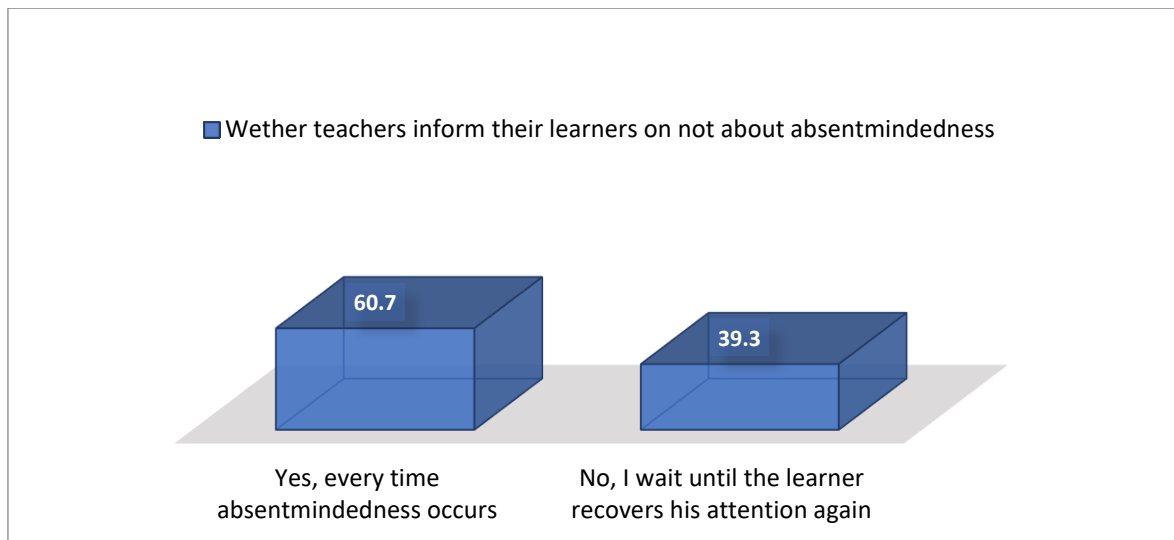 Wether teachers inform their learners on not about absentmindedness
60.7
39.3
Yes, every time
absentmindedness occurs
No, I wait until the learner
recovers his attention again